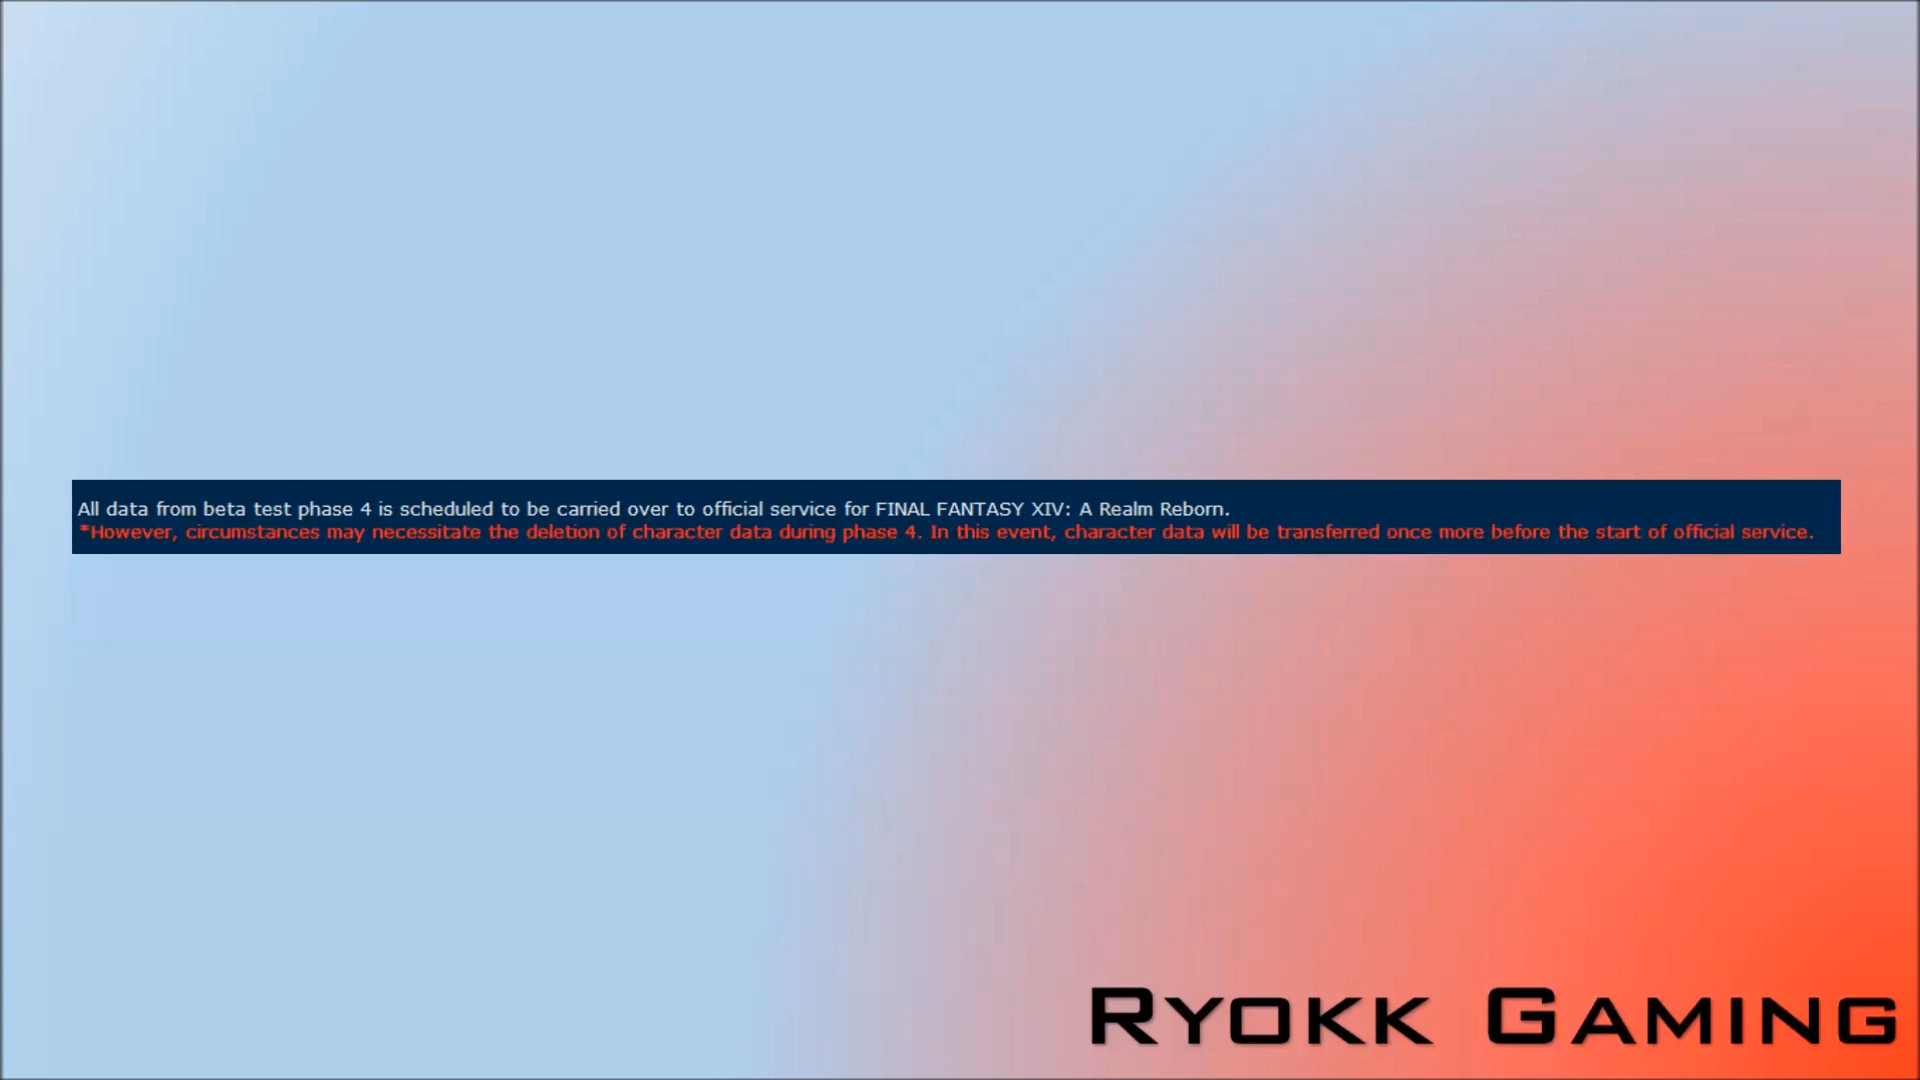 All data from beta test phase 4 is scheduled to be carried over to official service for FINAL FANTASY XIV: A Realm Reborn.
*However, circumstances may necessitate the deletion of character data during phase 4. In this event, character data will be transferred once more before the start of official service.
RYOKK GAMING